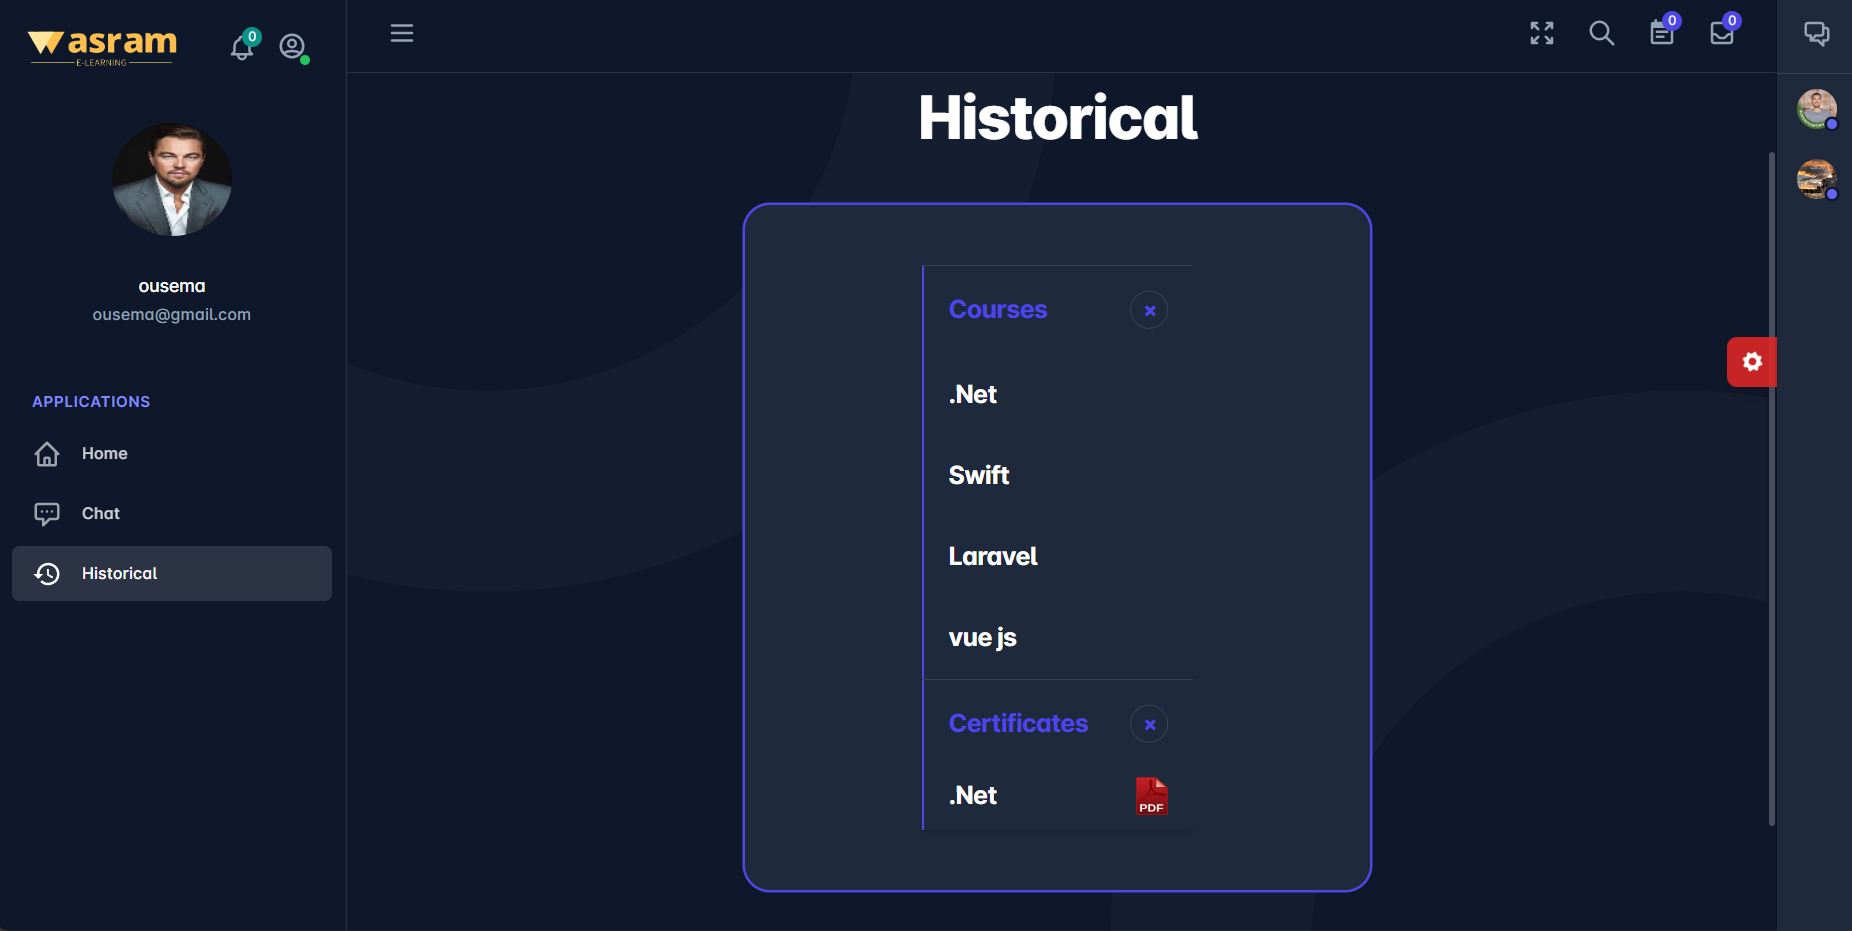 Wasram
E-LEARNING
0
ousema
ousema@gmail.com
APPLICATIONS
Home
Chat
Historical
0
0
Historical
Courses
.Net
Swift
Laravel
vue js
Certificates
.Net
PDF